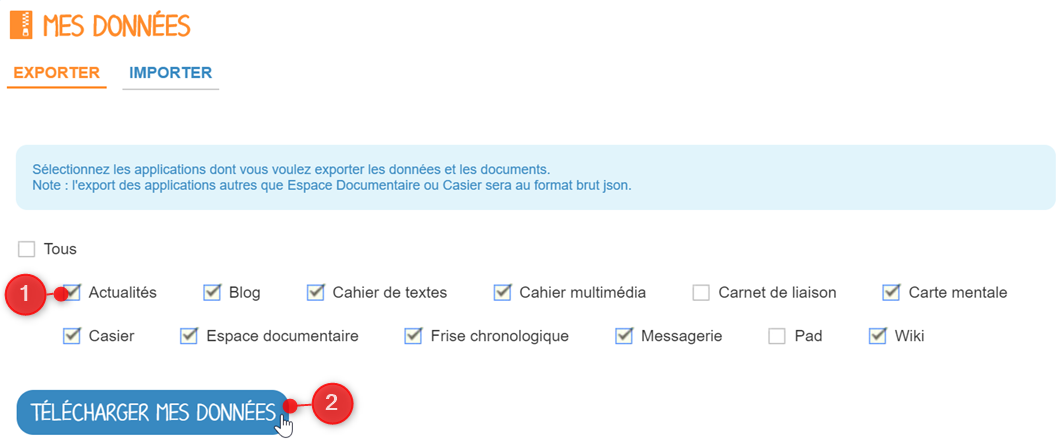 MES DONNÉES
EXPORTER IMPORTER
Sélectionnez les applications dont vous voulez exporter les données et les documents.
Note : l'export des applications autres que Espace Documentaire ou Casier sera au format brut json.
Tous
1 Actualités Blog Cahier de textes Cahier multimédia Carnet de liaison Carte mentale
Casier Espace documentaire Frise chronologique Messagerie Pad Wiki
TÉLÉCHARGER MES DONNÉES 2